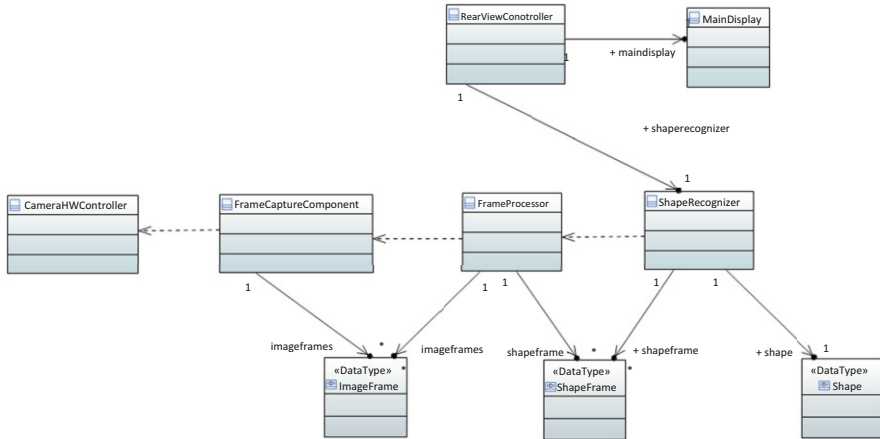 RearViewConotroller
MainDisplay
1
1
+ maindisplay
1
+ shaperecognizer
1
CameraHWController
FrameCaptureComponent
FrameProcessor
ShapeRecognizer
1
1
1
1
1
imageframes
*
imageframes
*
shapeframe
*
+ shapeframe
*
+ shape
1
«DataType»
ImageFrame
«DataType»
ShapeFrame
«DataType»
Shape